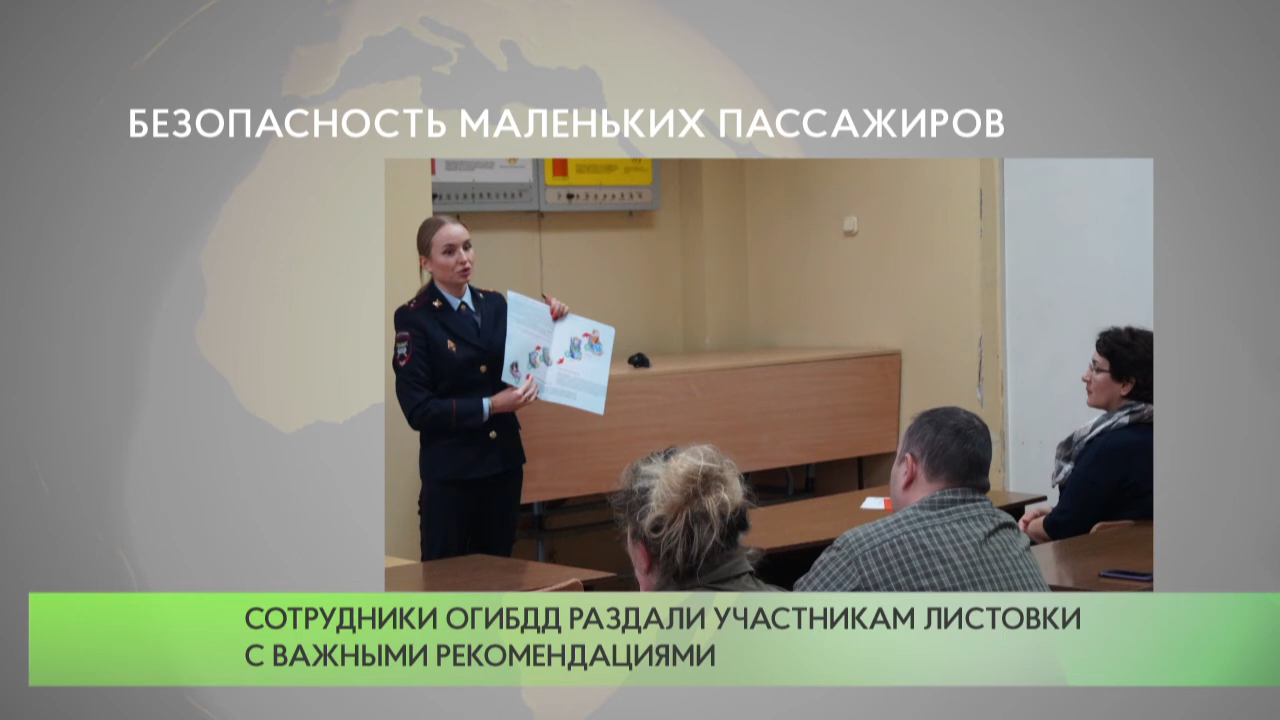 БЕЗОПАСНОСТЬ МАЛЕНЬКИХ ПАССАЖИРОВ
СОТРУДНИКИ ОГИБДД РАЗДАЛИ УЧАСТНИКАМ ЛИСТОВКИ
С ВАЖНЫМИ РЕКОМЕНДАЦИЯМИ